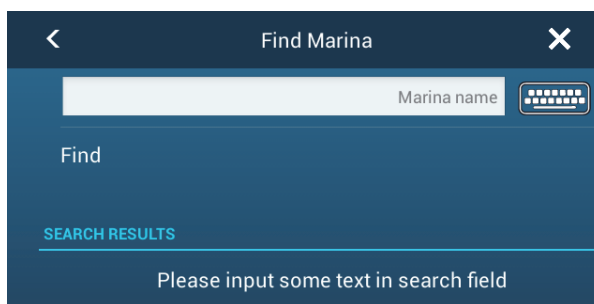 Find Marina
Marina name
Find
SEARCH RESULTS
Please input some text in search field